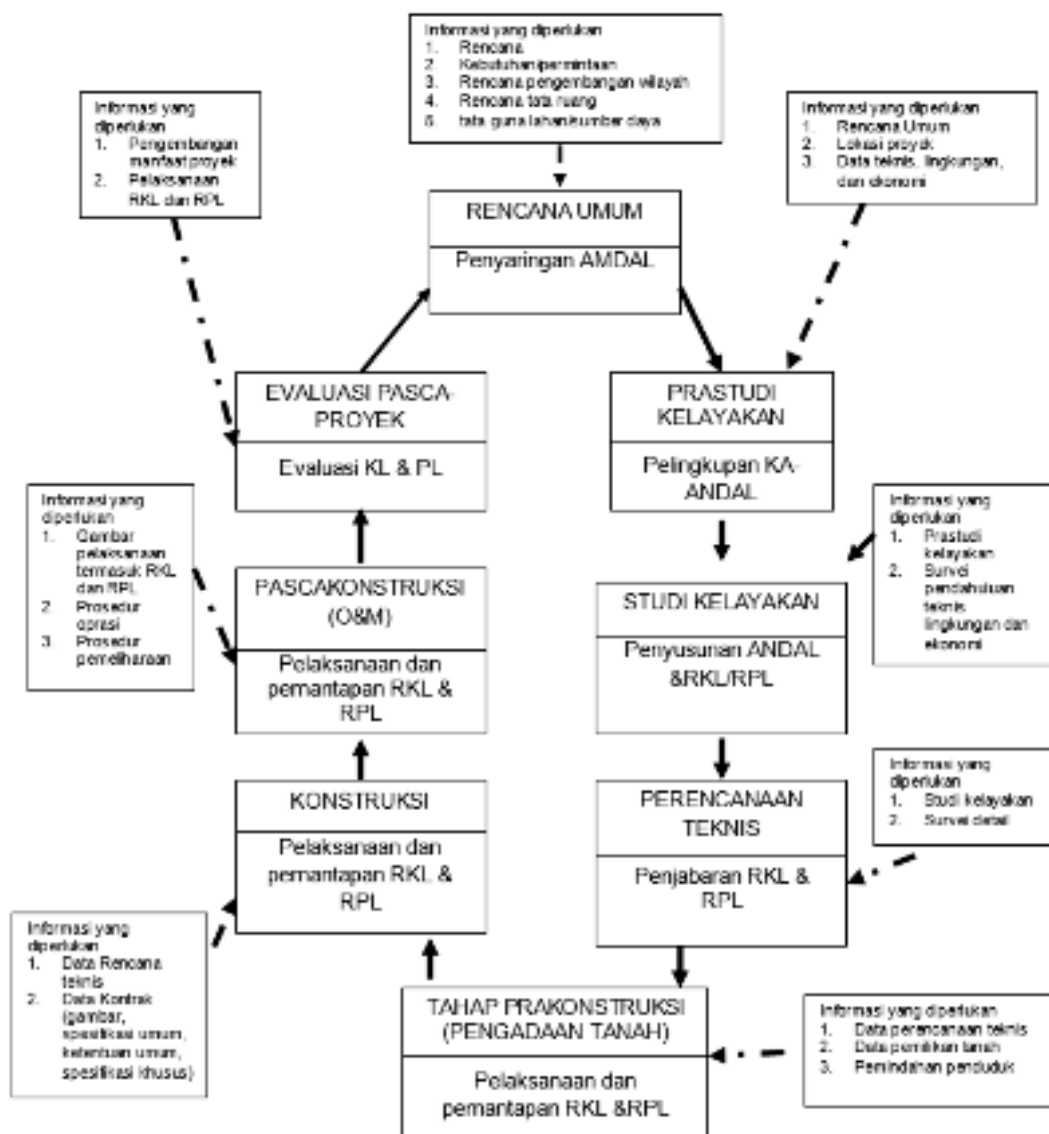 Informasi yang diperlukan
1. Rencana
2. Kebutuhan/permintaan
3. Rencana pengembangan wilayah
4. Rencana tata ruang
5. tata guna lahan/sumber daya
Informasi yang
diperlukan
1. Pengembangan
manfaat proyek
2. Pelaksanaan
RKL dan RPL
Informasi yang diperlukan
1. Rencana Umum
2. Lokasi proyek
3. Data teknis, lingkungan,
dan ekonomi
RENCANA UMUM
Penyaringan AMDAL
EVALUASI PASCA-
PROYEK
Evaluasi KL & PL
PRASTUDI
KELAYAKAN
Pelingkupan KA-
ANDAL
Informasi yang
diperlukan
1. Gambar
pelaksanaan
termasuk RKL
dan RPL
2 Prosedur
oprasi
3 Prosedur
pemeliharaan
PASCAKONSTRUKSI
(O&M)
Pelaksanaan dan
pemantapan RKL &
RPL
STUDI KELAYAKAN
Penyusunan ANDAL
&RKL/RPL
Informasi yang
diperlukan
1. Prastudi
kelayakan
2. Survei
pendahuluan
teknis
lingkungan dan
ekonomi
KONSTRUKSI
Pelaksanaan dan
pemantapan RKL &
RPL
PERENCANAAN
TEKNIS
Penjabaran RKL &
RPL
Informasi yang
diperlukan
1. Studi kelayakan
2. Survei detail
Informasi yang
diperlukan
1. Data Rencana
teknis
2. Data Kontrak
(gambar,
spesifikasi umum,
ketentuan umum,
spesifikasi khusus)
TAHAP PRAKONSTRUKSI
(PENGADAAN TANAH)
Pelaksanaan dan
pemantapan RKL &RPL
Informasi yang diperlukan
1. Data perencanaan teknis
2. Data pemilikan tanah
3. Pemindahan penduduk